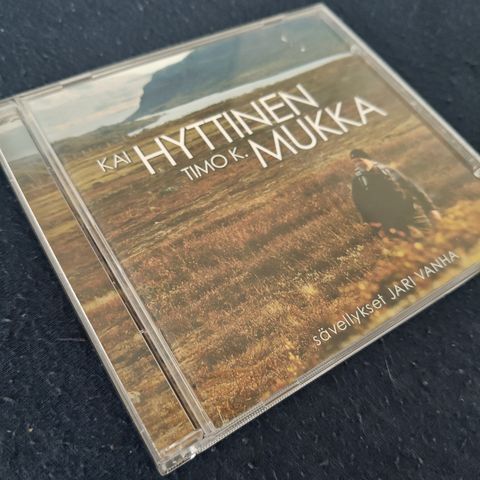 KAI HYTTINEN
TIMO K. MUKKA
sävellykset JARI VANHA